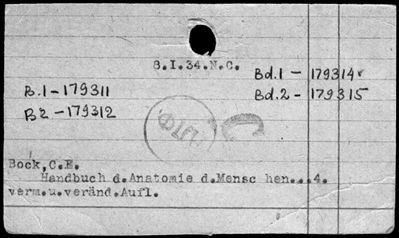 8.I.34.N.C.
Bd.1 - 179314
B.1 - 179311
Bd.2 - 179315
B2 - 179312
Bock, C.E.
Handbuch d.Anatomie d.Mensc hen...4.
verm.u.veränd.Aufl.